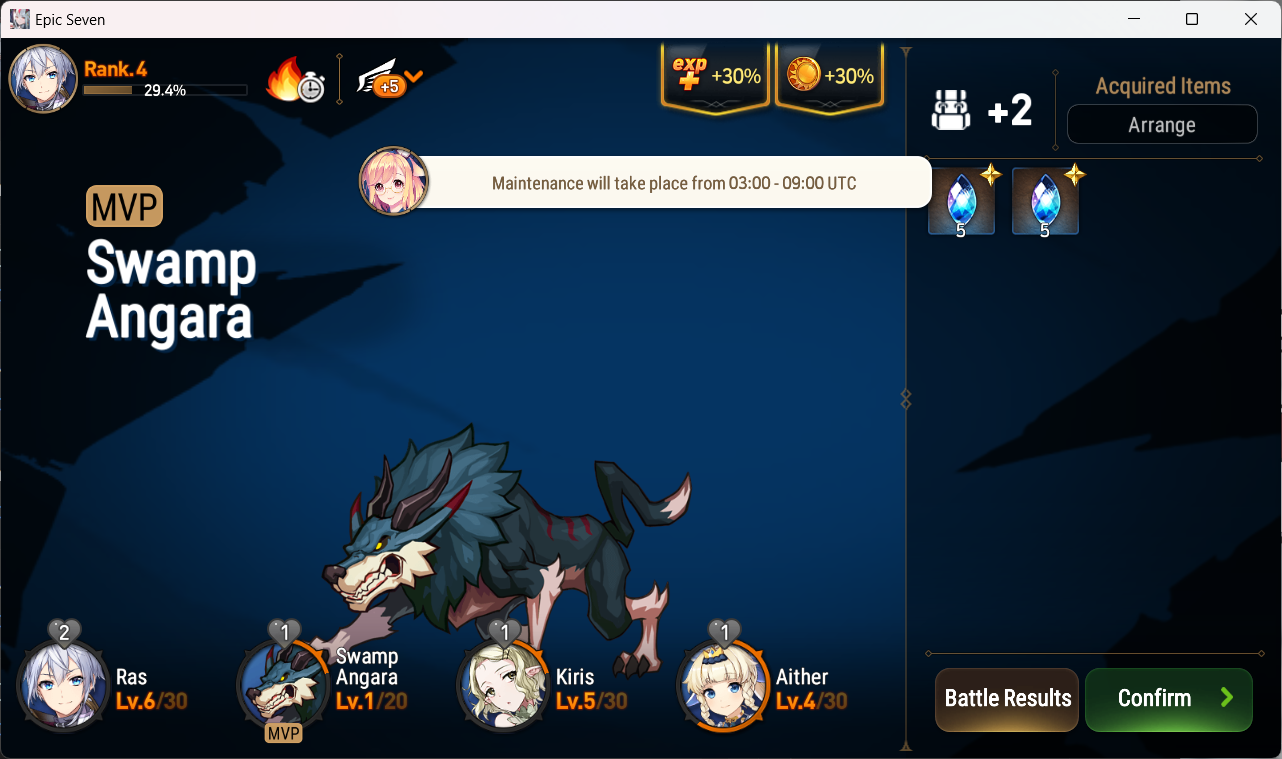 Epic Seven
Rank.4
29.4%
+5
exp +30%
+30%
+2
Acquired Items
Arrange
Maintenance will take place from 03:00 - 09:00 UTC
5
5
MVP
Swamp
Angara
2
Ras
Lv.6/30
1
Swamp
Angara
Lv.1/20
MVP
1
Kiris
Lv.5/30
1
Aither
Lv.4/30
Battle Results
Confirm